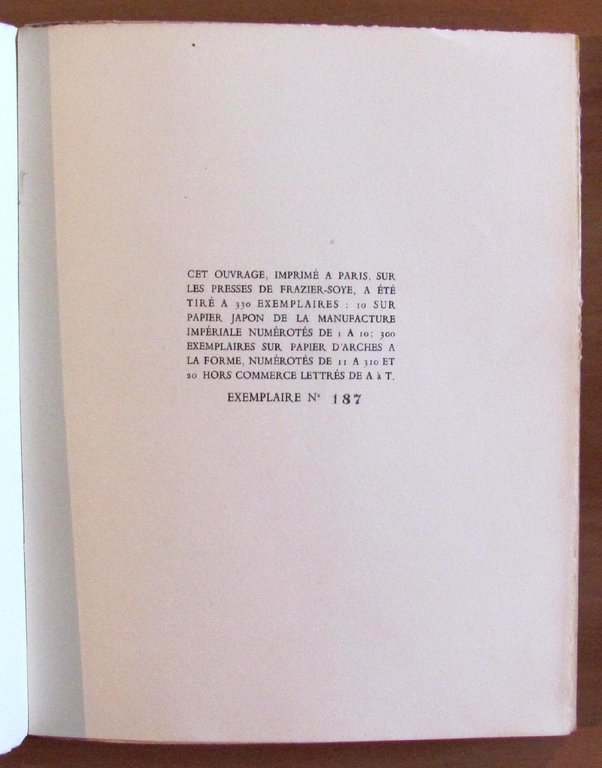 CET OUVRAGE, IMPRIMÉ A PARIS, SUR
LES PRESSES DE FRAZIER-SOYE, A ÉTÉ
TIRÉ A 330 EXEMPLAIRES : 10 SUR
PAPIER JAPON DE LA MANUFACTURE
IMPÉRIALE NUMÉROTÉS DE 1 A 10; 300
EXEMPLAIRES SUR PAPIER D'ARCHES A
LA FORME, NUMÉROTÉS DE 11 A 310 ET
20 HORS COMMERCE LETTRÉS DE A à T.
EXEMPLAIRE N° 187